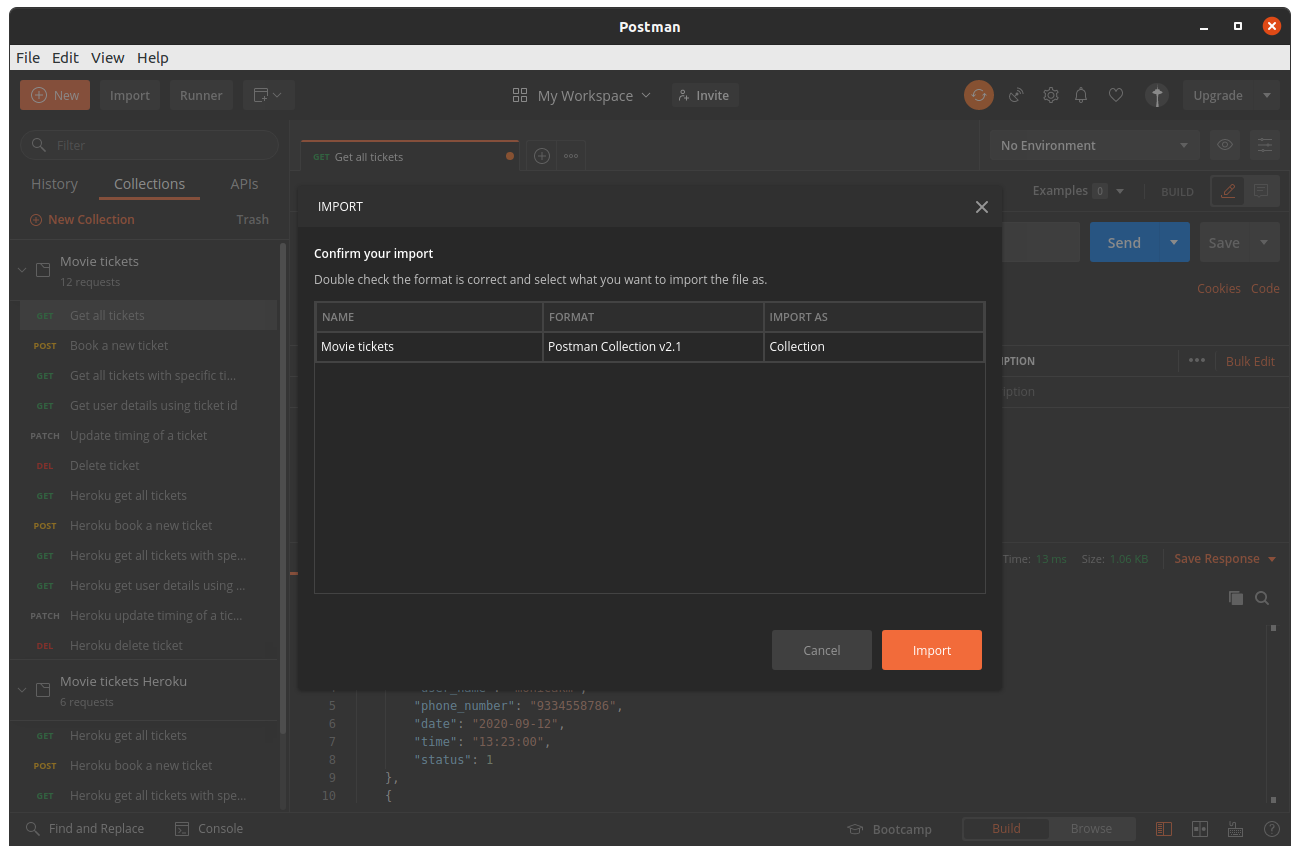 Postman
File Edit View Help
New Import Runner My Workspace Invite Upgrade
Filter
GET Get all tickets
No Environment
History Collections APIs
Examples 0 BUILD
New Collection Trash
IMPORT
Send Save
Movie tickets
12 requests
Confirm your import
Double check the format is correct and select what you want to import the file as.
Cookies Code
NAME FORMAT IMPORT AS
Movie tickets Postman Collection v2.1 Collection
IPTION Bulk Edit
iption
GET Get all tickets
POST Book a new ticket
GET Get all tickets with specific ti...
GET Get user details using ticket id
PATCH Update timing of a ticket
DEL Delete ticket
GET Heroku get all tickets
POST Heroku book a new ticket
GET Heroku get all tickets with spe...
GET Heroku get user details using ...
PATCH Heroku update timing of a tic...
DEL Heroku delete ticket
Time: 13 ms Size: 1.06 KB Save Response
Cancel Import
Movie tickets Heroku
6 requests
GET Heroku get all tickets
POST Heroku book a new ticket
GET Heroku get all tickets with spe...
5 "phone_number": "9334558786",
6 "date": "2020-09-12",
7 "time": "13:23:00",
8 "status": 1
9 },
10 {
Find and Replace Console Bootcamp Build Browse